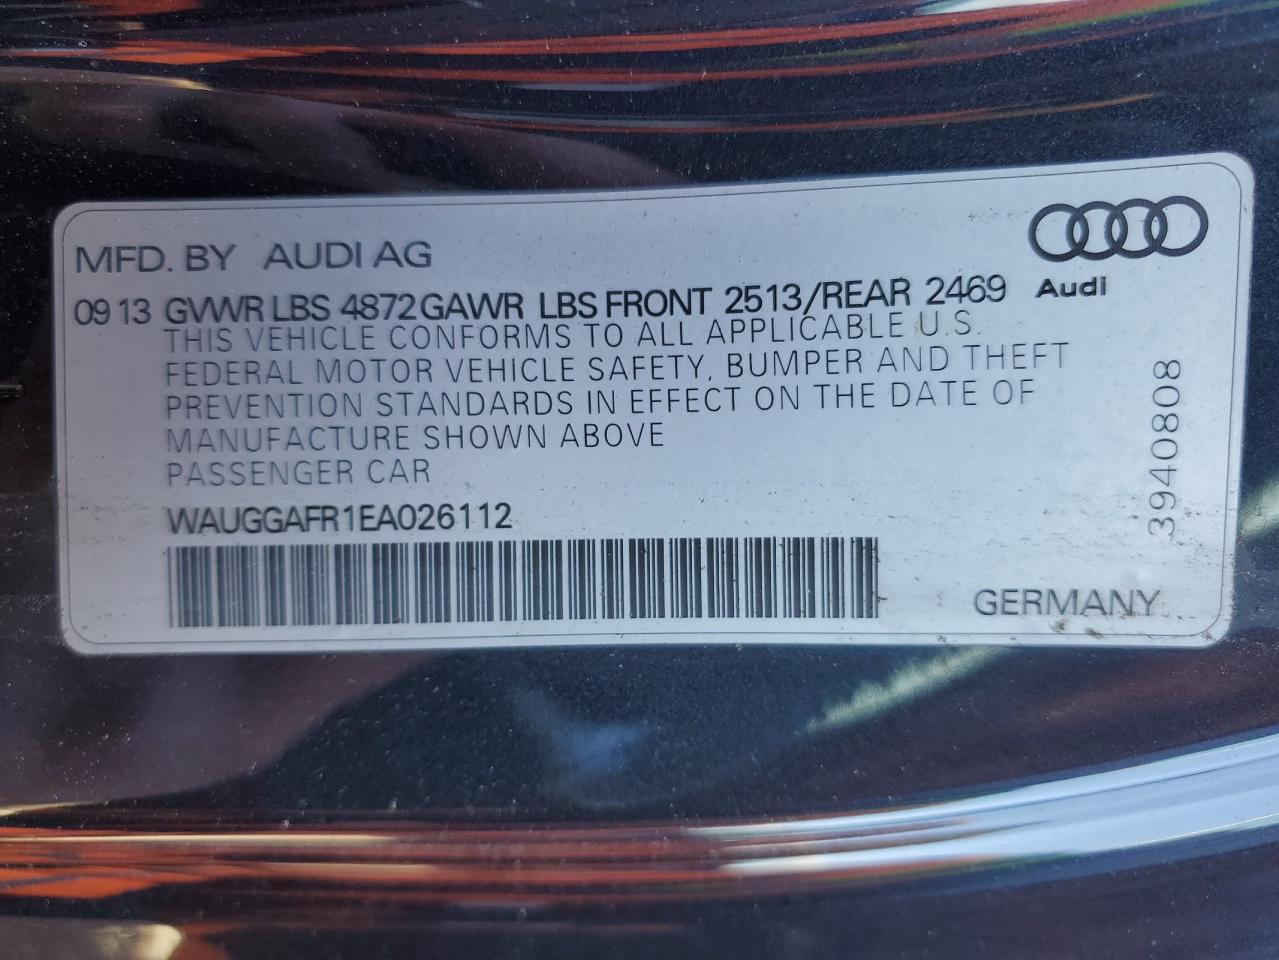 MFD. BY AUDI AG
Audi
09 13 GVWR LBS 4872 GAWR LBS FRONT 2513/REAR 2469
THIS VEHICLE CONFORMS TO ALL APPLICABLE U.S.
FEDERAL MOTOR VEHICLE SAFETY, BUMPER AND THEFT
PREVENTION STANDARDS IN EFFECT ON THE DATE OF
MANUFACTURE SHOWN ABOVE
PASSENGER CAR
WAUGGAFR1EA026112
GERMANY
3940808